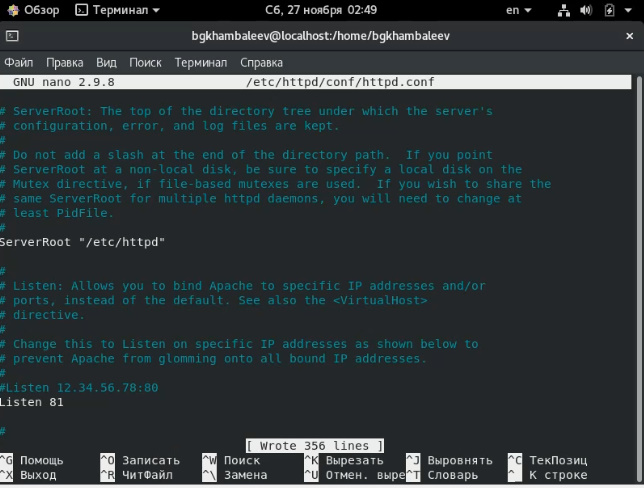 Обзор Терминал Сб, 27 ноября 02:49 en
bgkhambaleev@localhost:/home/bgkhambaleev ×
Файл Правка Вид Поиск Терминал Справка
GNU nano 2.9.8 /etc/httpd/conf/httpd.conf
# ServerRoot: The top of the directory tree under which the server's
# configuration, error, and log files are kept.
#
# Do not add a slash at the end of the directory path.  If you point
# ServerRoot at a non-local disk, be sure to specify a local disk on the
# Mutex directive, if file-based mutexes are used.  If you wish to share the
# same ServerRoot for multiple httpd daemons, you will need to change at
# least PidFile.
#
ServerRoot "/etc/httpd"
#
# Listen: Allows you to bind Apache to specific IP addresses and/or
# ports, instead of the default. See also the <VirtualHost>
# directive.
#
# Change this to Listen on specific IP addresses as shown below to
# prevent Apache from glomming onto all bound IP addresses.
#
#Listen 12.34.56.78:80
Listen 81
#
[ Wrote 356 lines ]
^G Помощь ^O Записать ^W Поиск ^K Вырезать ^J Выровнять ^C ТекПозиц
^X Выход ^R ЧитФайл ^\ Замена ^U Отмен. выре^T Словарь ^_ К строке